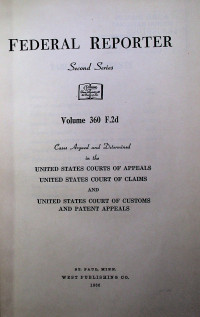 FEDERAL REPORTER
Second Series
Volume 360 F.2d
Cases Argued and Determined
in the
UNITED STATES COURTS OF APPEALS
UNITED STATES COURT OF CLAIMS
AND
UNITED STATES COURT OF CUSTOMS
AND PATENT APPEALS
ST. PAUL, MINN.
WEST PUBLISHING CO.
1966